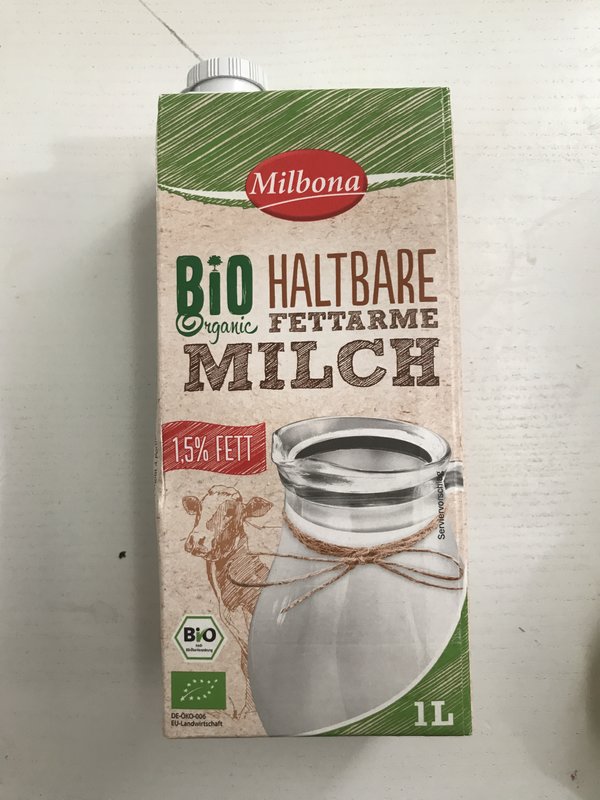 Milbona
BiO HALTBARE
Organic FETTARME
MILCH
1,5% FETT
Serviervorschlag
BiO
nach
EG-Öko-Verordnung
DE-ÖKO-006
EU-Landwirtschaft
1L